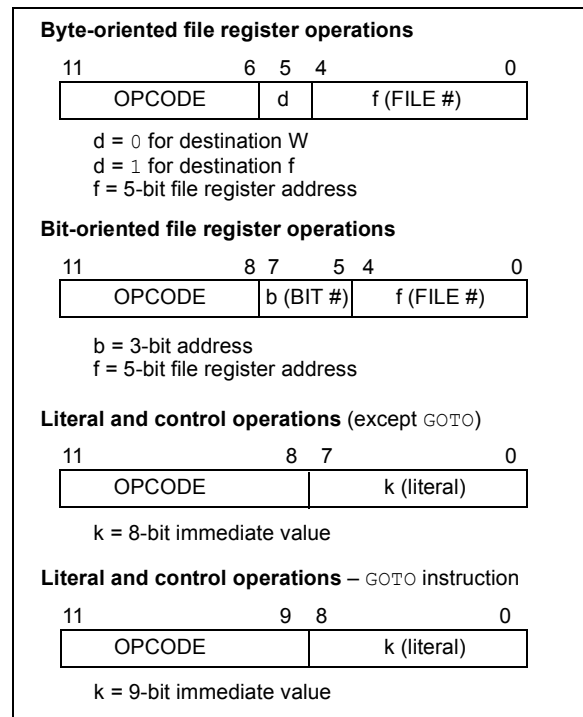 Byte-oriented file register operations
11 6 5 4 0
OPCODE d f (FILE #)
d = 0 for destination W
d = 1 for destination f
f = 5-bit file register address
Bit-oriented file register operations
11 8 7 5 4 0
OPCODE b (BIT #) f (FILE #)
b = 3-bit address
f = 5-bit file register address
Literal and control operations (except GOTO)
11 8 7 0
OPCODE k (literal)
k = 8-bit immediate value
Literal and control operations – GOTO instruction
11 9 8 0
OPCODE k (literal)
k = 9-bit immediate value